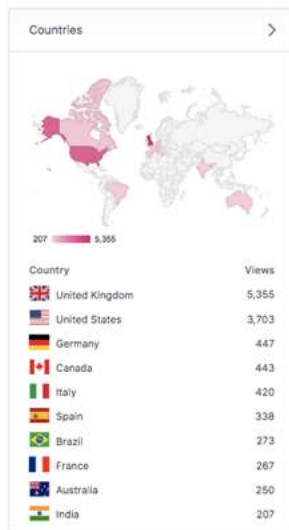 Countries
207 5,355
Country Views
United Kingdom 5,355
United States 3,703
Germany 447
Canada 443
Italy 420
Spain 338
Brazil 273
France 267
Australia 250
India 207